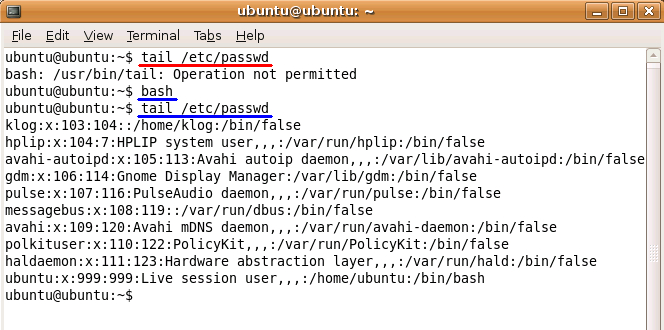 ubuntu@ubuntu: ~
File Edit View Terminal Tabs Help
ubuntu@ubuntu:~$ tail /etc/passwd
bash: /usr/bin/tail: Operation not permitted
ubuntu@ubuntu:~$ bash
ubuntu@ubuntu:~$ tail /etc/passwd
klog:x:103:104::/home/klog:/bin/false
hplip:x:104:7:HPLIP system user,,,:/var/run/hplip:/bin/false
avahi-autoipd:x:105:113:Avahi autoip daemon,,,:/var/lib/avahi-autoipd:/bin/false
gdm:x:106:114:Gnome Display Manager:/var/lib/gdm:/bin/false
pulse:x:107:116:PulseAudio daemon,,,:/var/run/pulse:/bin/false
messagebus:x:108:119::/var/run/dbus:/bin/false
avahi:x:109:120:Avahi mDNS daemon,,,:/var/run/avahi-daemon:/bin/false
polkituser:x:110:122:PolicyKit,,,:/var/run/PolicyKit:/bin/false
haldaemon:x:111:123:Hardware abstraction layer,,,:/var/run/hald:/bin/false
ubuntu:x:999:999:Live session user,,,:/home/ubuntu:/bin/bash
ubuntu@ubuntu:~$